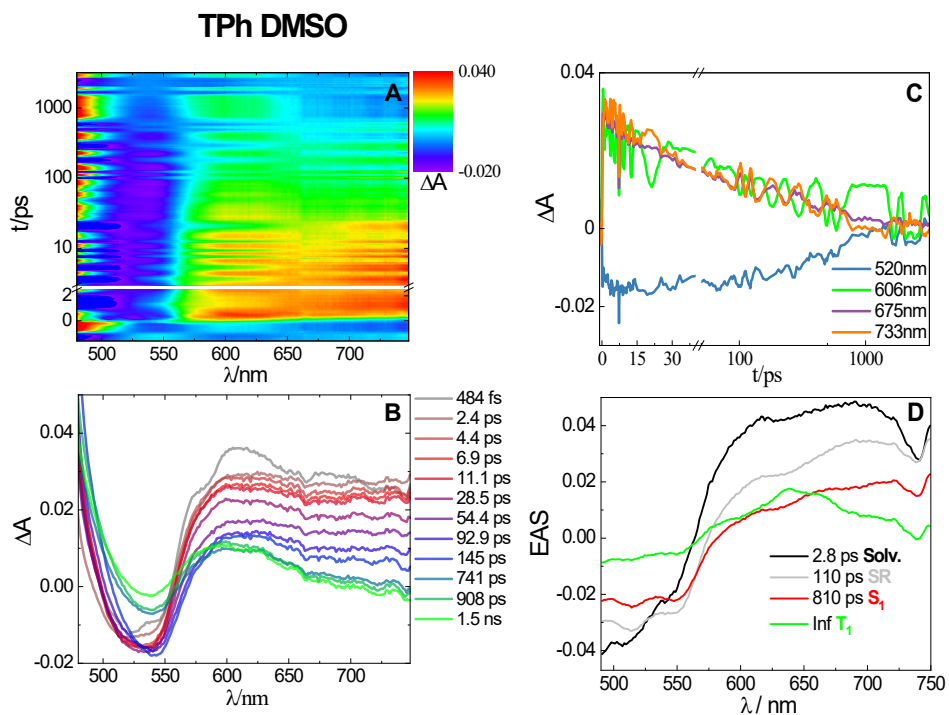 TPh DMSO
A
0.040
-0.020
ΔA
1000
100
10
2
0
t/ps
500 550 600 650 700
λ/nm
C
0.04
0.00
-0.02
ΔA
520nm
606nm
675nm
733nm
0 15 30 100 1000
t/ps
B
0.04
0.02
0.00
-0.02
ΔA
500 550 600 650 700
λ/nm
484 fs
2.4 ps
4.4 ps
6.9 ps
11.1 ps
28.5 ps
54.4 ps
92.9 ps
145 ps
741 ps
908 ps
1.5 ns
D
0.04
0.02
0.00
-0.02
-0.04
EAS
2.8 ps Solv.
110 ps SR
810 ps S₁
Inf T₁
500 550 600 650 700 750
λ / nm